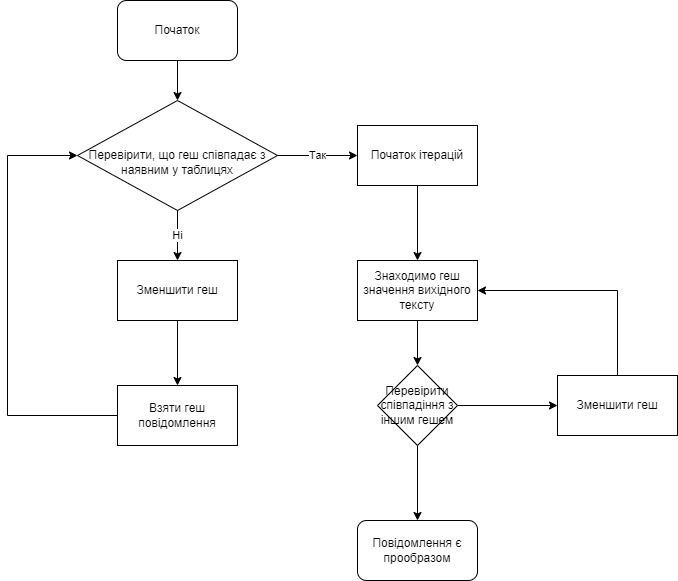 Початок
Перевірити, що геш співпадає з
наявним у таблицях
Так
Початок ітерацій
Ні
Зменшити геш
Знаходимо геш
значення вихідного
тексту
Взяти геш
повідомлення
Перевірити
співпадіння з
іншим гешем
Зменшити геш
Повідомлення є
прообразом